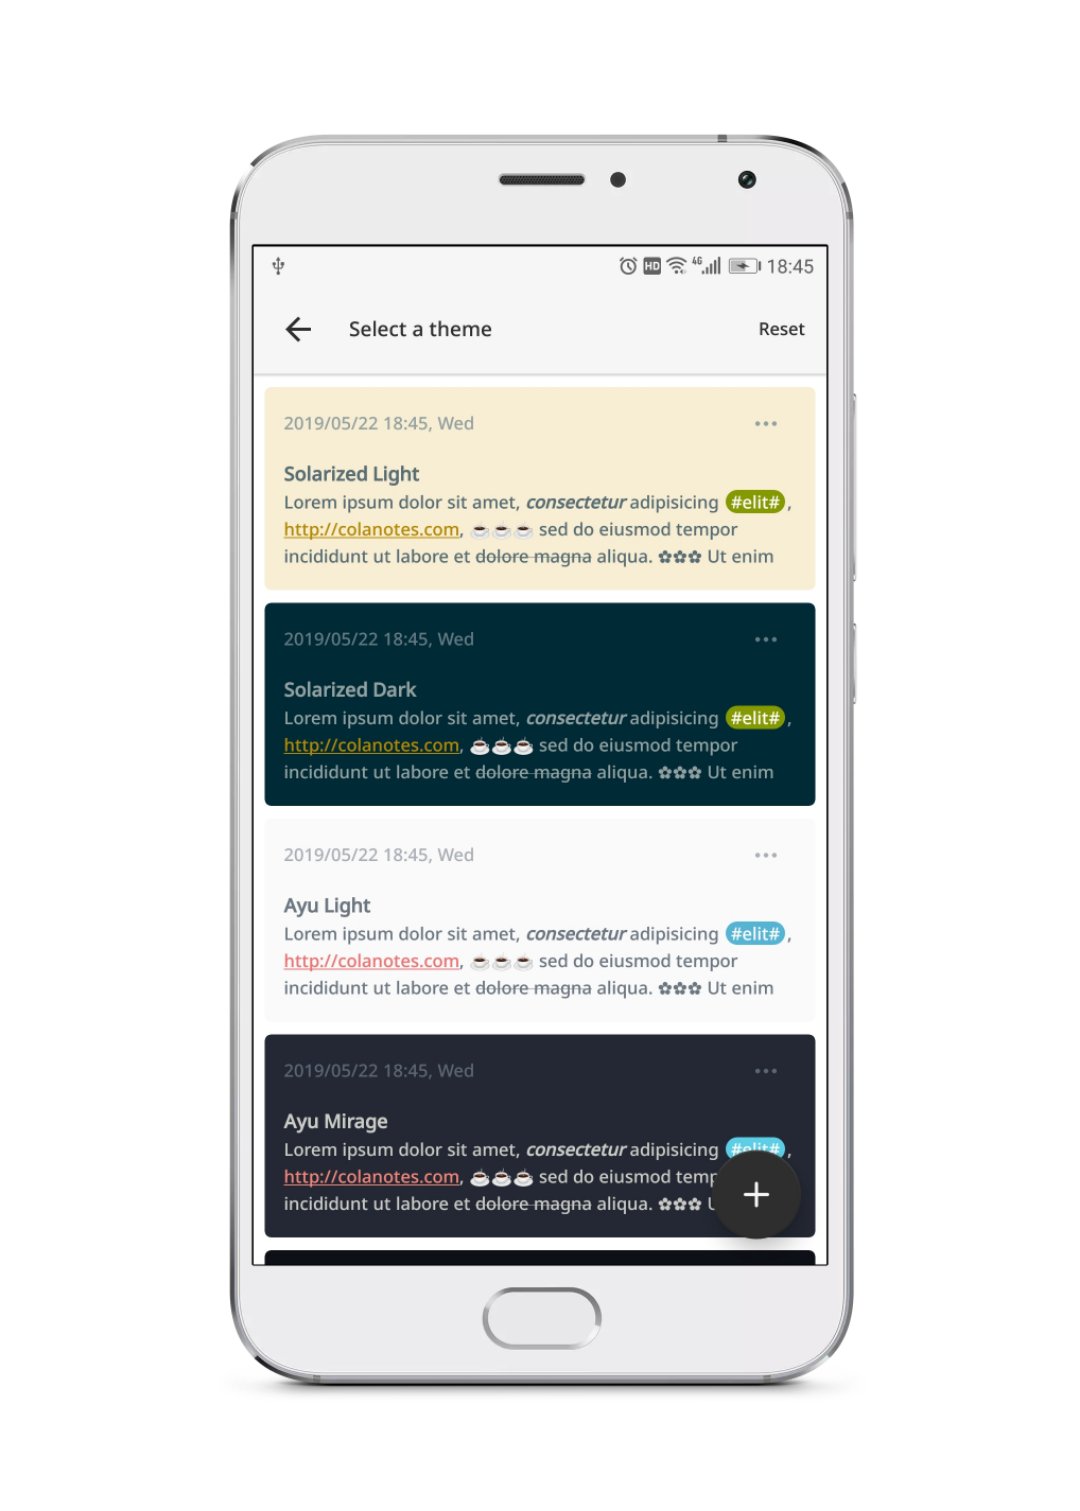 HD 4G 18:45
Select a theme Reset
2019/05/22 18:45, Wed
Solarized Light
Lorem ipsum dolor sit amet, consectetur adipisicing #elit#,
http://colanotes.com, ☕☕☕ sed do eiusmod tempor
incididunt ut labore et dolore magna aliqua. ✿✿✿ Ut enim
2019/05/22 18:45, Wed
Solarized Dark
Lorem ipsum dolor sit amet, consectetur adipisicing #elit#,
http://colanotes.com, ☕☕☕ sed do eiusmod tempor
incididunt ut labore et dolore magna aliqua. ✿✿✿ Ut enim
2019/05/22 18:45, Wed
Ayu Light
Lorem ipsum dolor sit amet, consectetur adipisicing #elit#,
http://colanotes.com, ☕☕☕ sed do eiusmod tempor
incididunt ut labore et dolore magna aliqua. ✿✿✿ Ut enim
2019/05/22 18:45, Wed
Ayu Mirage
Lorem ipsum dolor sit amet, consectetur adipisicing #elit#,
http://colanotes.com, ☕☕☕ sed do eiusmod
incididunt ut labore et dolore magna aliqua. ✿✿✿